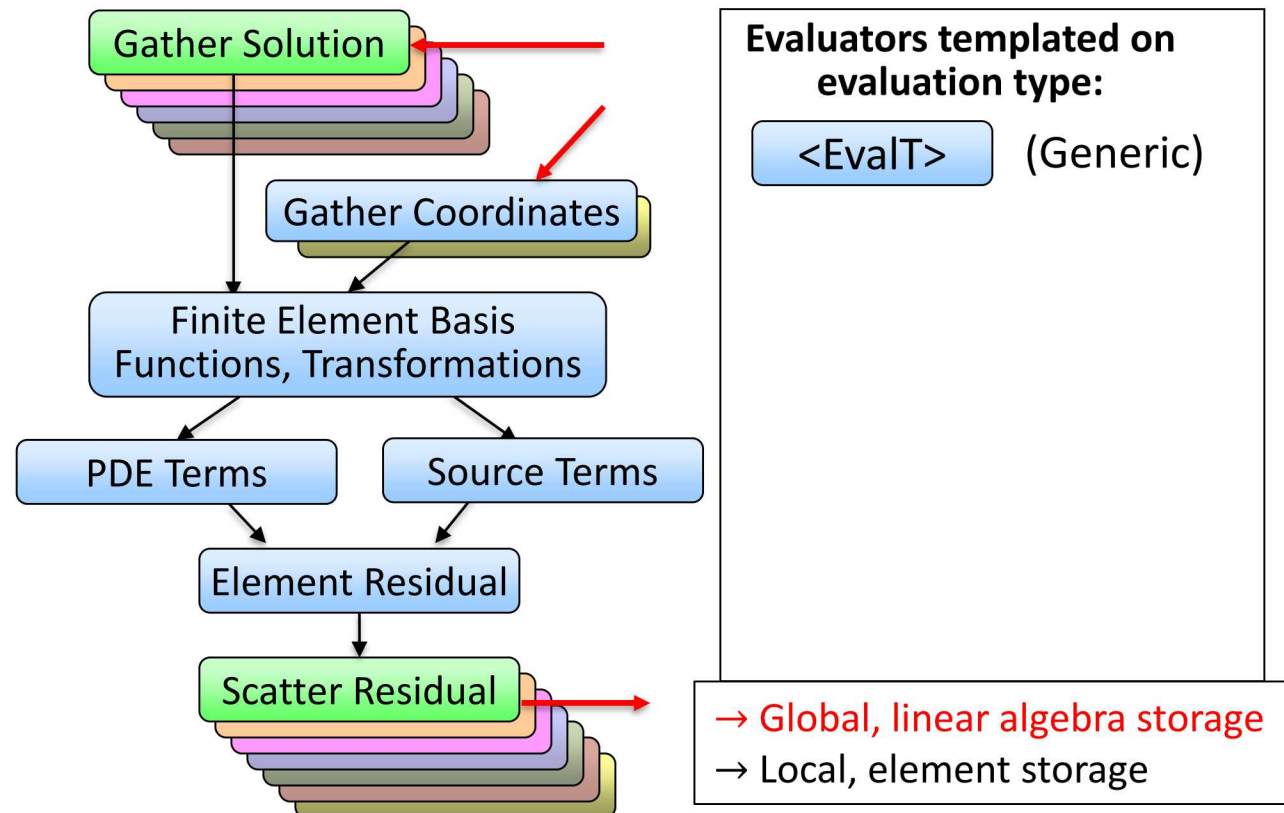 Gather Solution
Gather Coordinates
Finite Element Basis
Functions, Transformations
PDE Terms
Source Terms
Element Residual
Scatter Residual
Evaluators templated on
evaluation type:
<EvalT> (Generic)
→ Global, linear algebra storage
→ Local, element storage